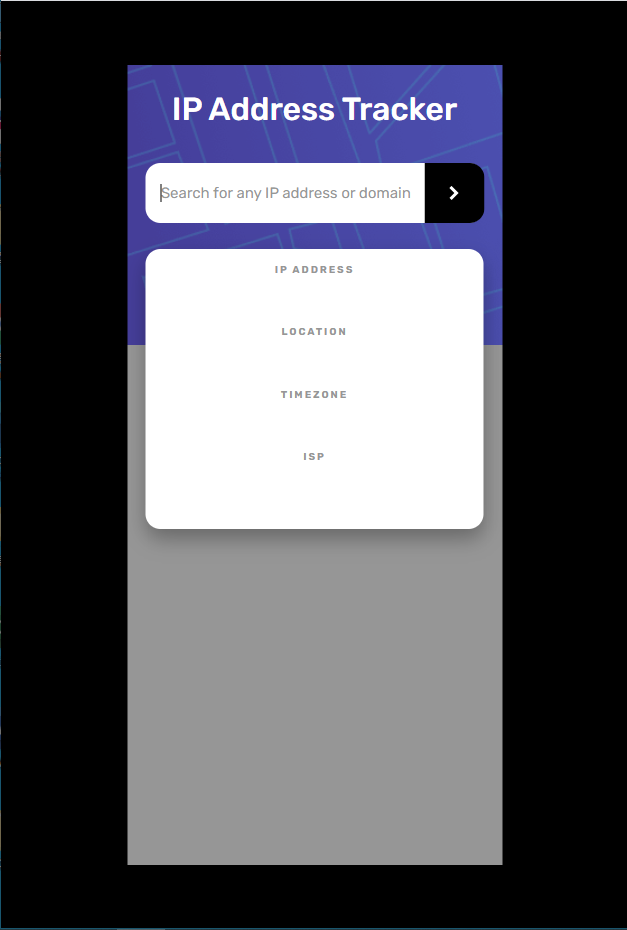 IP Address Tracker
Search for any IP address or domain
IP ADDRESS
LOCATION
TIMEZONE
ISP